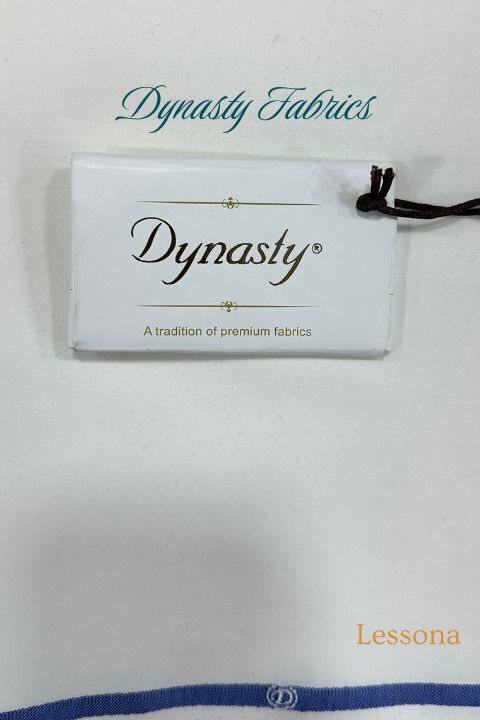 Dynasty Fabrics
Dynasty®
A tradition of premium fabrics
Lessona
D